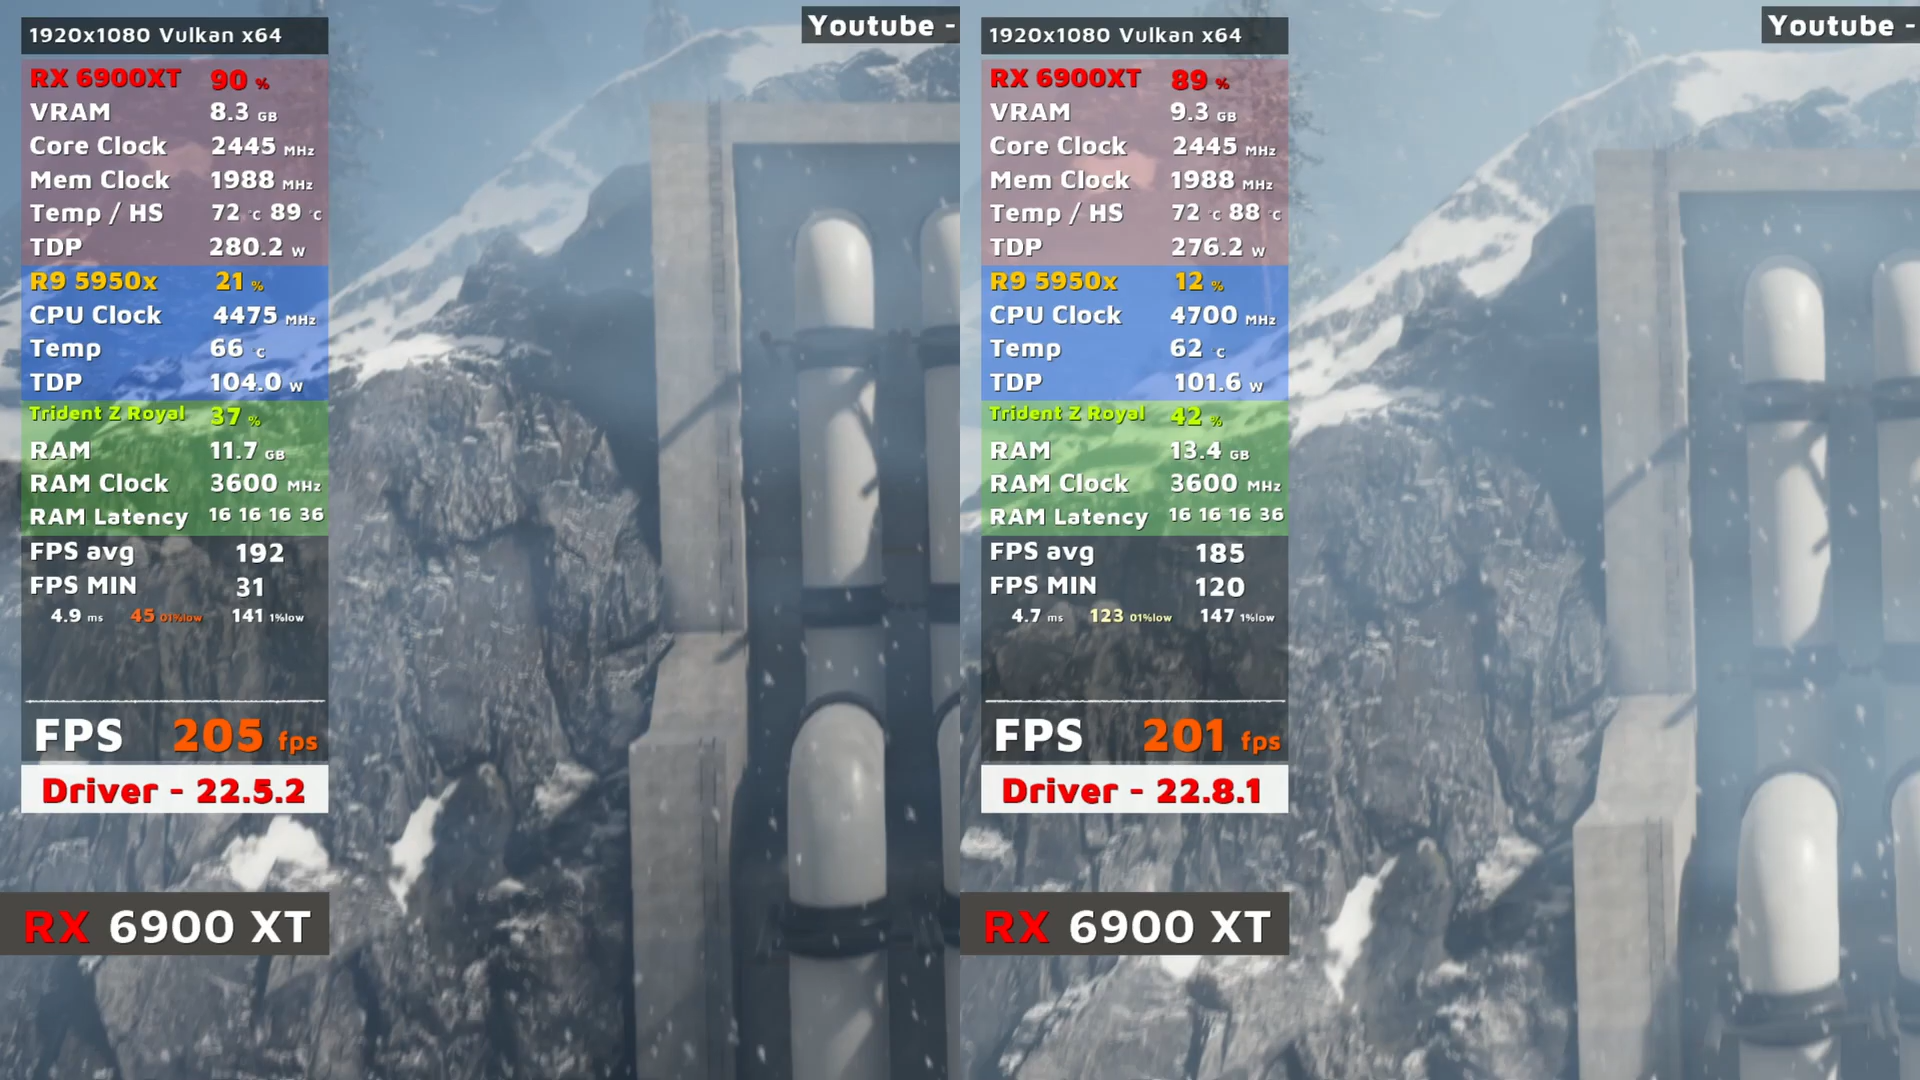 1920x1080 Vulkan x64
Youtube -
RX 6900XT 90 %
VRAM 8.3 GB
Core Clock 2445 MHz
Mem Clock 1988 MHz
Temp / HS 72 °C 89 °C
TDP 280.2 W
R9 5950x 21 %
CPU Clock 4475 MHz
Temp 66 °C
TDP 104.0 W
Trident Z Royal 37 %
RAM 11.7 GB
RAM Clock 3600 MHz
RAM Latency 16 16 16 36
FPS avg 192
FPS MIN 31
4.9 ms 45 01%low 141 1%low
FPS 205 fps
Driver - 22.5.2
RX 6900 XT
1920x1080 Vulkan x64
Youtube -
RX 6900XT 89 %
VRAM 9.3 GB
Core Clock 2445 MHz
Mem Clock 1988 MHz
Temp / HS 72 °C 88 °C
TDP 276.2 W
R9 5950x 12 %
CPU Clock 4700 MHz
Temp 62 °C
TDP 101.6 W
Trident Z Royal 42 %
RAM 13.4 GB
RAM Clock 3600 MHz
RAM Latency 16 16 16 36
FPS avg 185
FPS MIN 120
4.7 ms 123 01%low 147 1%low
FPS 201 fps
Driver - 22.8.1
RX 6900 XT